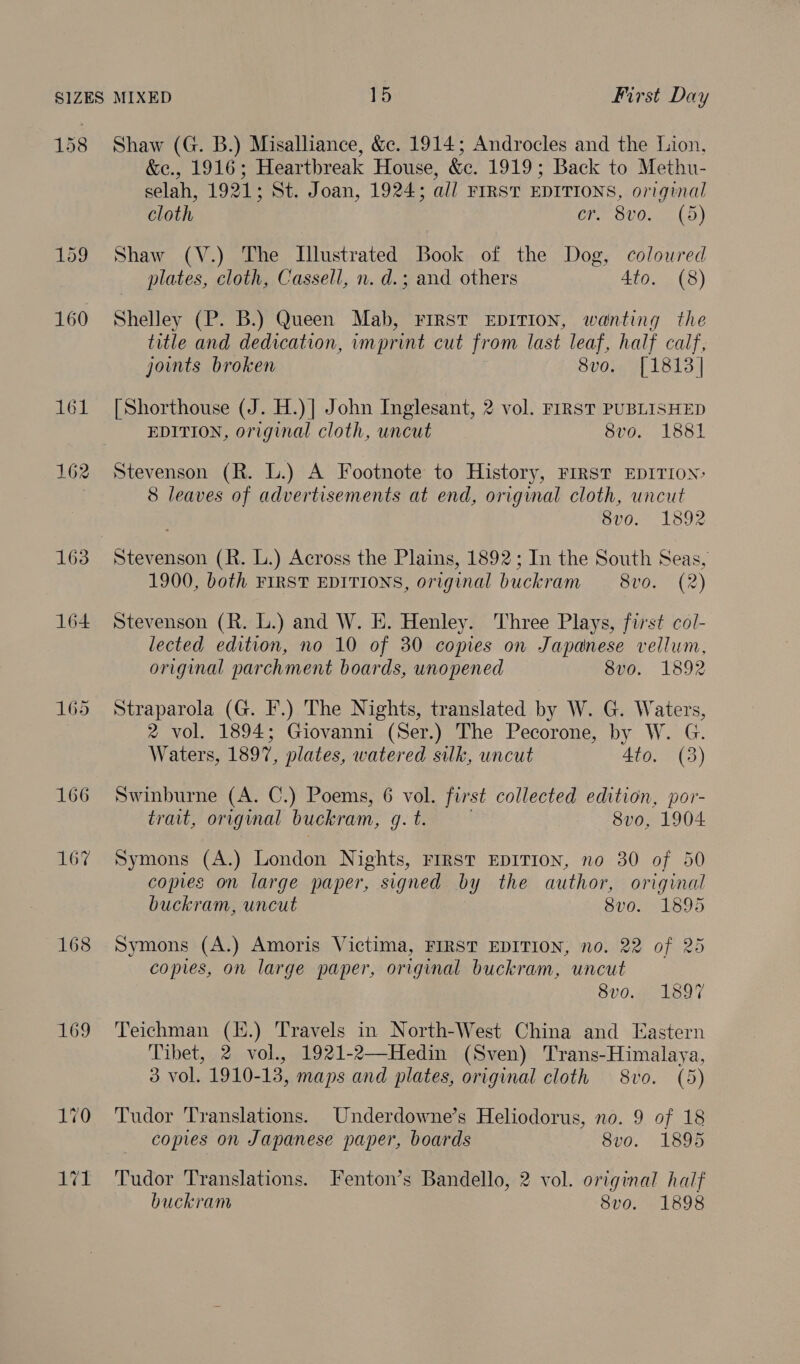 SIZES MIXED 15 First Day
158 Shaw (G. B.) Misalliance, &c. 1914; Androcles and the Lion,
&c., 1916; Heartbreak House, &c. 1919; Back to Methu-
selah, 1921; St. Joan, 1924; all FIRST EDITIONS, original
cloth cr. 8vo. (5)
159 Shaw (V.) The Illustrated Book of the Dog, coloured
plates, cloth, Cassell, n. d.; and others 4to. (8)
160 Shelley (P. B.) Queen Mab, FIRST EDITION, wanting the
title and dedication, imprint cut from last leaf, half calf,
joints broken 8vo. [1813]
161 [Shorthouse (J. H.)] John Inglesant, 2 vol. FIRST PUBLISHED
EDITION, original cloth, uncut 8vo. 1881
162 Stevenson (R. L.) A Footnote to History, FIRST EDITION,
8 leaves of advertisements at end, original cloth, uncut
8vo. 1892
163 Stevenson (R. L.) Across the Plains, 1892; In the South Seas,
1900, both FIRST EDITIONS, original buckram 8vo. (2)
164 Stevenson (R. L.) and W. E. Henley. Three Plays, first col-
lected edition, no 10 of 30 copies on Japanese vellum,
original parchment boards, unopened 8vo. 1892
165 Straparola (G. F.) The Nights, translated by W. G. Waters,
2 vol. 1894; Giovanni (Ser.) The Pecorone, by W. G.
Waters, 1897, plates, watered silk, uncut 4to. (3)
166 Swinburne (A. C.) Poems, 6 vol. first collected edition, por-
trait, original buckram, g. t. 8vo, 1904
167 Symons (A.) London Nights, FIRST EDITION, no 30 of 50
copies on large paper, signed by the author, original
buckram, uncut 8vo. 1895
168 Symons (A.) Amoris Victima, FIRST EDITION, no. 22 of 25
copies, on large paper, original buckram, uncut
8vo. 1897
169 Teichman (E.) Travels in North-West China and Eastern
Tibet, 2 vol., 1921-2—Hedin (Sven) Trans-Himalaya,
3 vol. 1910-13, maps and plates, original cloth 8vo. (5)
170 Tudor Translations. Underdowne's Heliodorus, no. 9 of 18
copies on Japanese paper, boards 8vo. 1895
171 Tudor Translations. Fenton's Bandello, 2 vol. original half
buckram 8vo. 1898